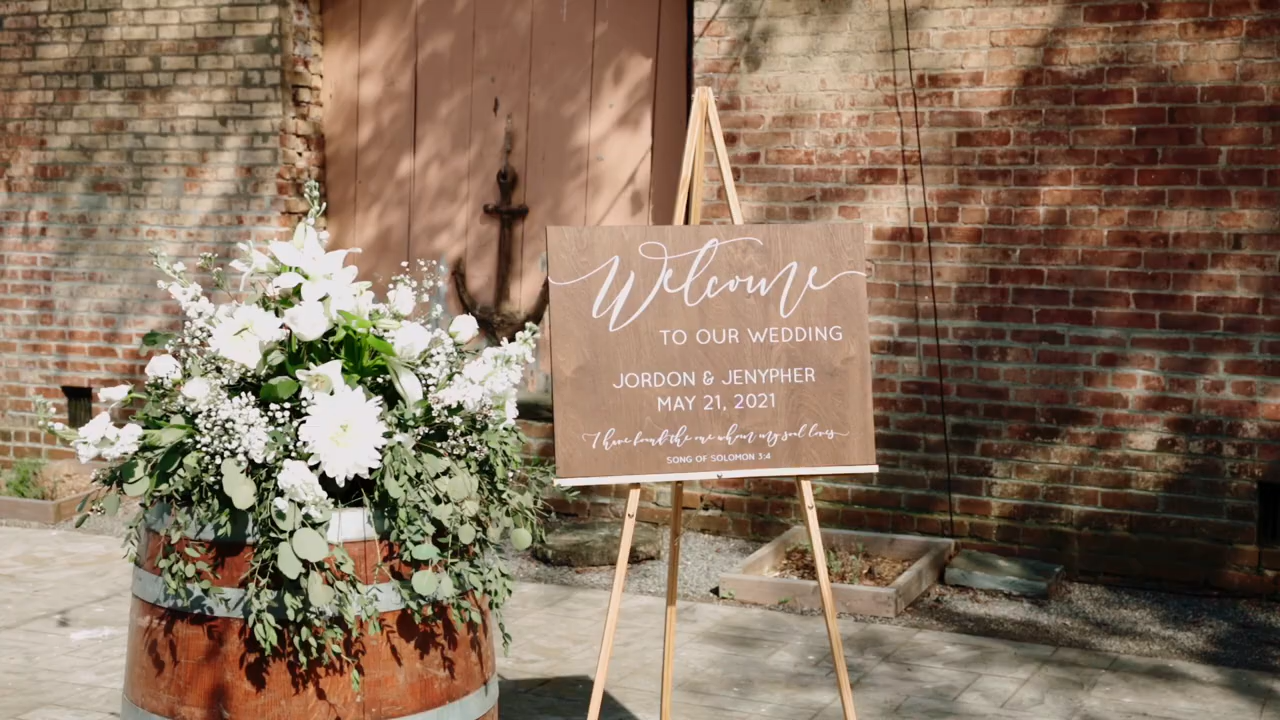 Welcome
TO OUR WEDDING
JORDON & JENYPHER
MAY 21, 2021
I have found the one whom my soul loves
SONG OF SOLOMON 3:4